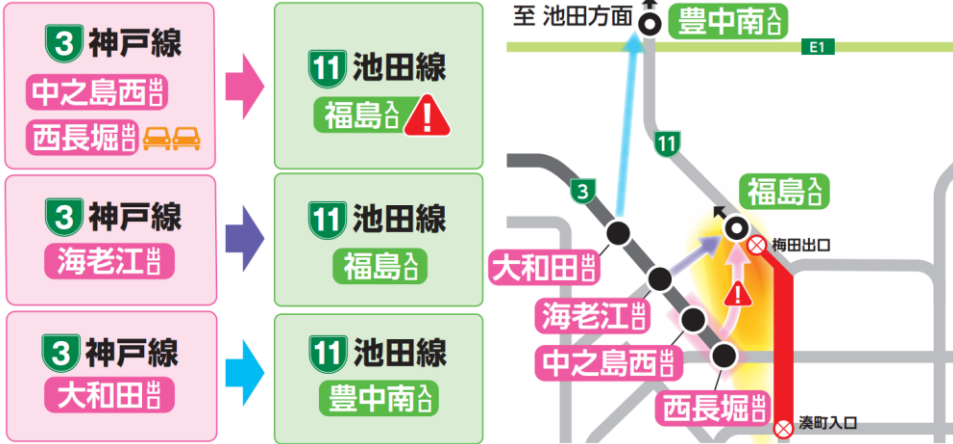 3 神戸線
中之島西出口
西長堀出口
11 池田線
福島入口
3 神戸線
海老江出口
11 池田線
福島入口
3 神戸線
大和田出口
11 池田線
豊中南入口
至 池田方面
豊中南入口
E1
11
3
福島入口
梅田出口
大和田出口
海老江出口
中之島西出口
西長堀出口
湊町入口